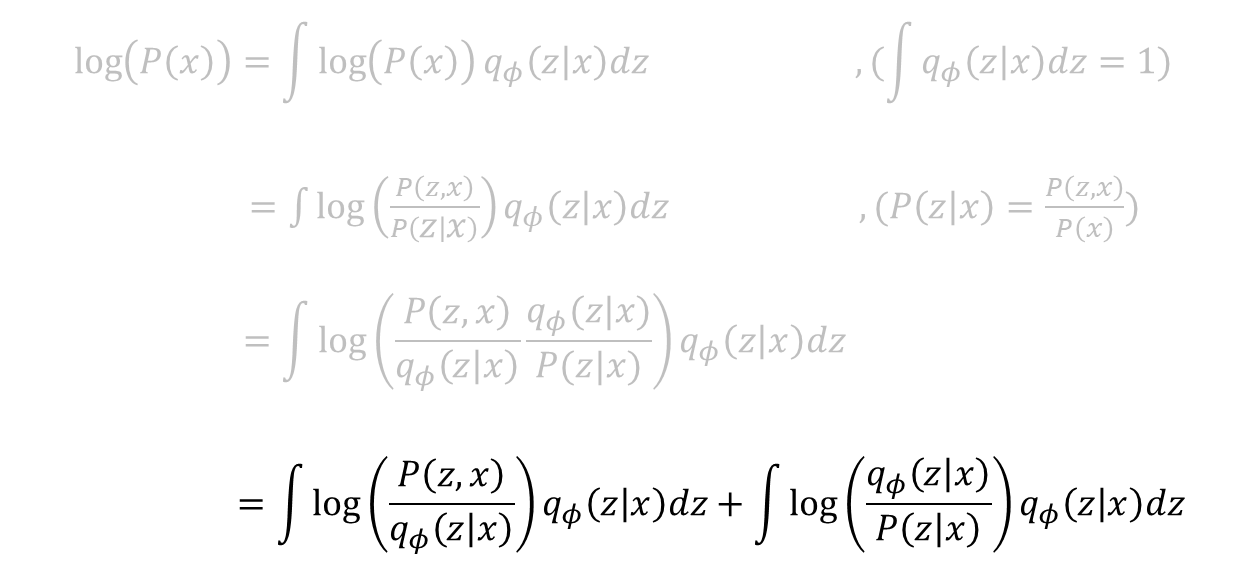 log(P(x)) = ∫ log(P(x)) q_ϕ(z|x)dz , (∫ q_ϕ(z|x)dz = 1)
= ∫ log (P(z,x)/P(z|x)) q_ϕ(z|x)dz , (P(z|x) = P(z,x)/P(x))
= ∫ log (P(z,x)/q_ϕ(z|x) q_ϕ(z|x)/P(z|x)) q_ϕ(z|x)dz
= ∫ log (P(z,x)/q_ϕ(z|x)) q_ϕ(z|x)dz + ∫ log (q_ϕ(z|x)/P(z|x)) q_ϕ(z|x)dz